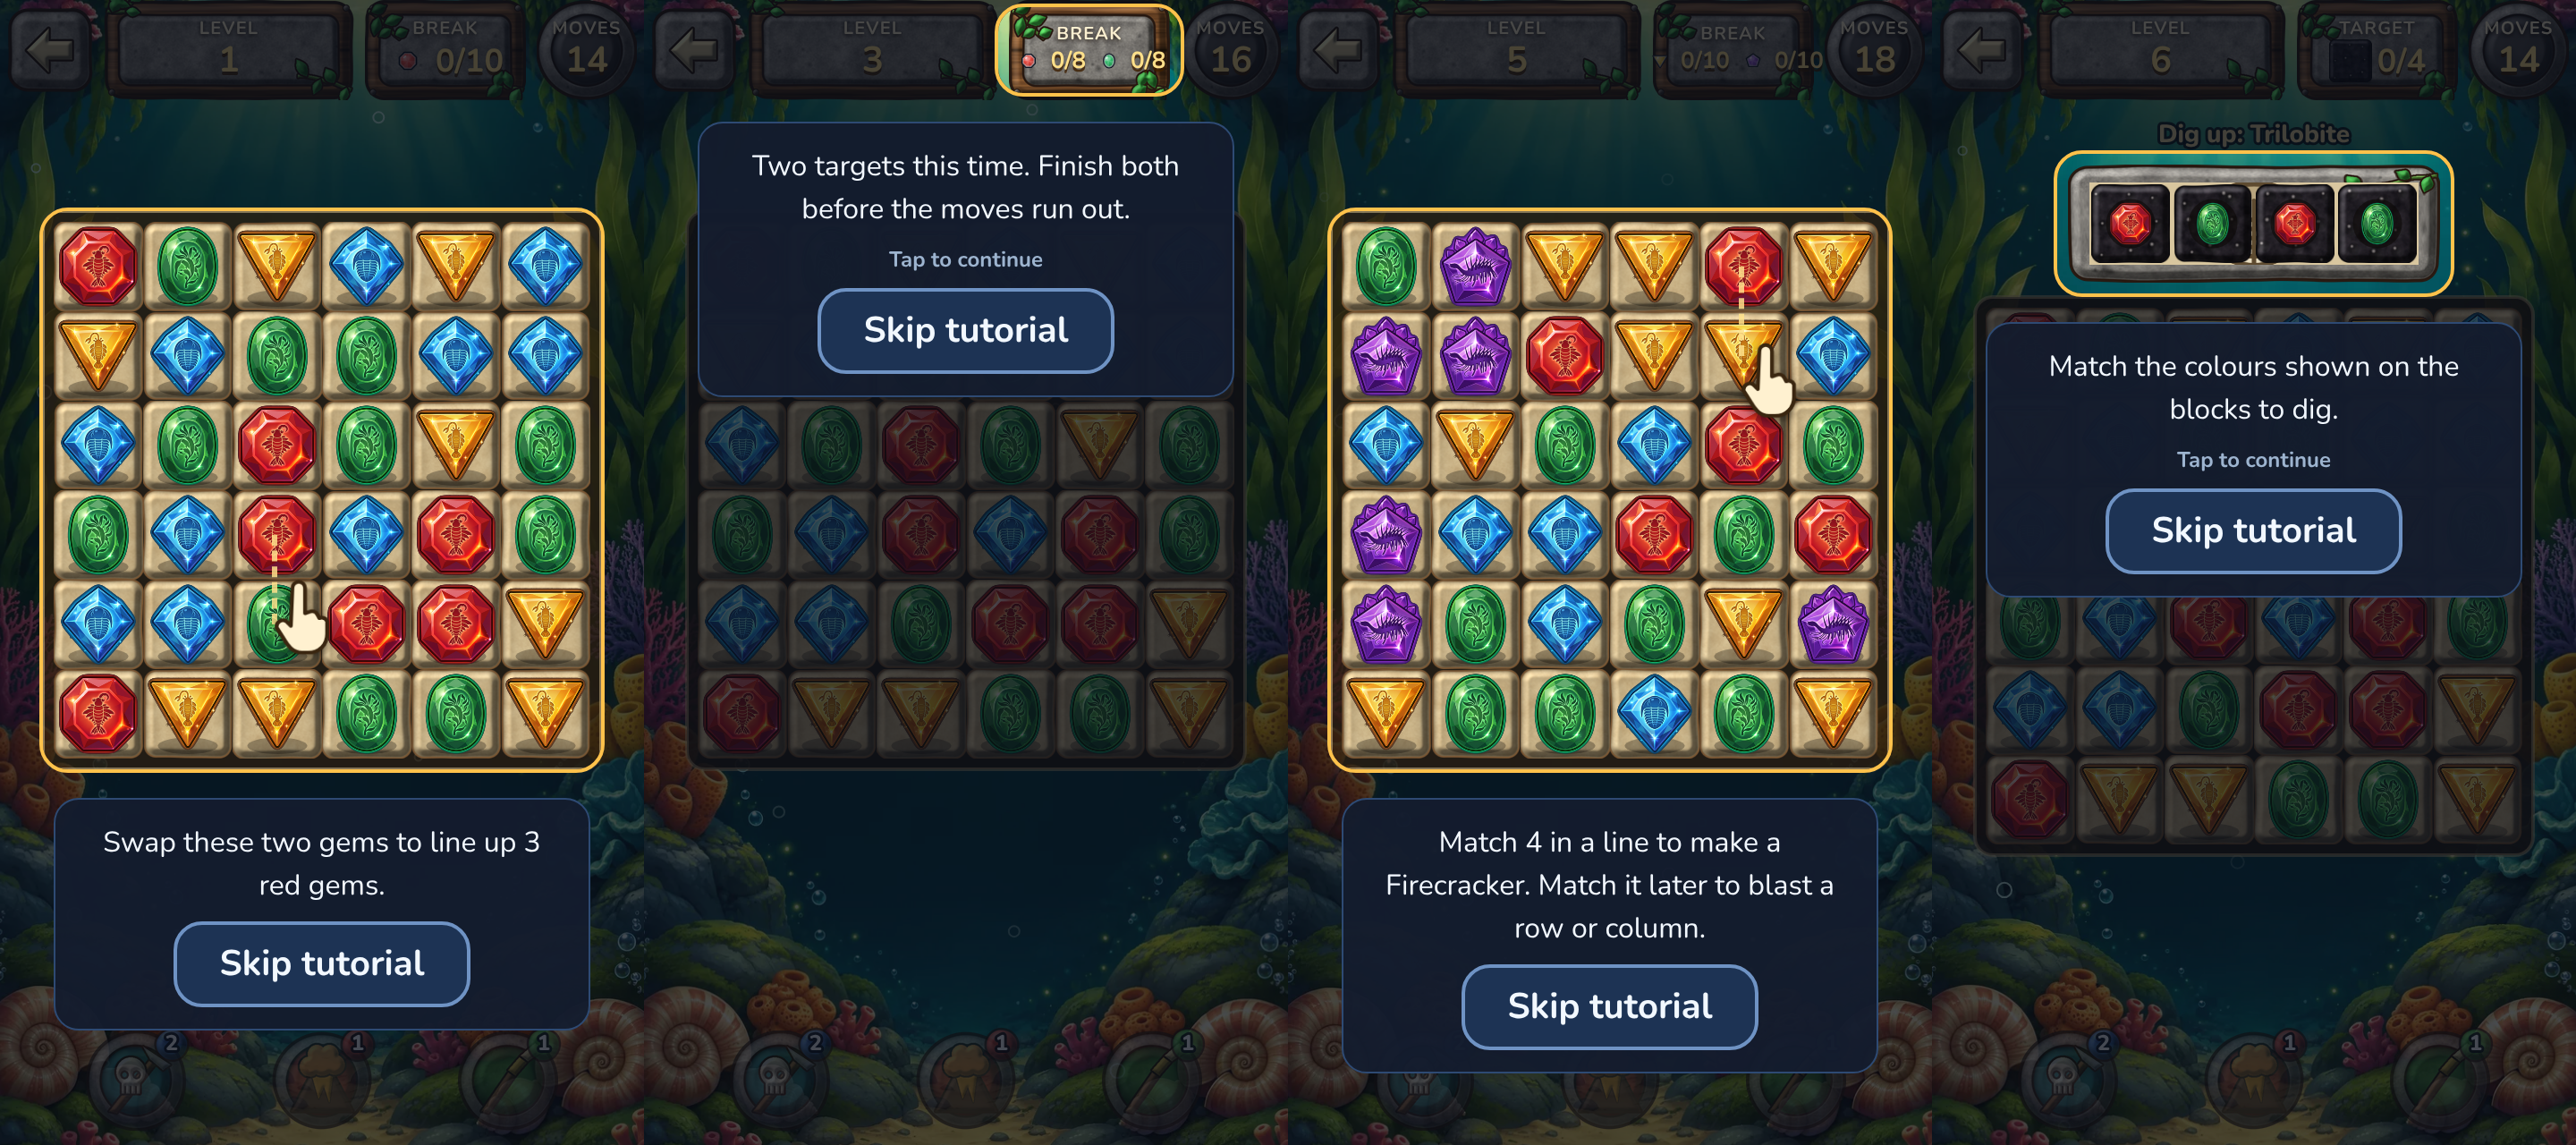 LEVEL
1
BREAK
0/10
MOVES
14
Swap these two gems to line up 3
red gems.
Skip tutorial
2
1
1
LEVEL
3
BREAK
0/8 0/8
MOVES
16
Two targets this time. Finish both
before the moves run out.
Tap to continue
Skip tutorial
2
1
1
LEVEL
5
BREAK
0/10 0/10
MOVES
18
Match 4 in a line to make a
Firecracker. Match it later to blast a
row or column.
Skip tutorial
2
1
1
LEVEL
6
TARGET
0/4
MOVES
14
Dig up: Trilobite
Match the colours shown on the
blocks to dig.
Tap to continue
Skip tutorial
2
1
1